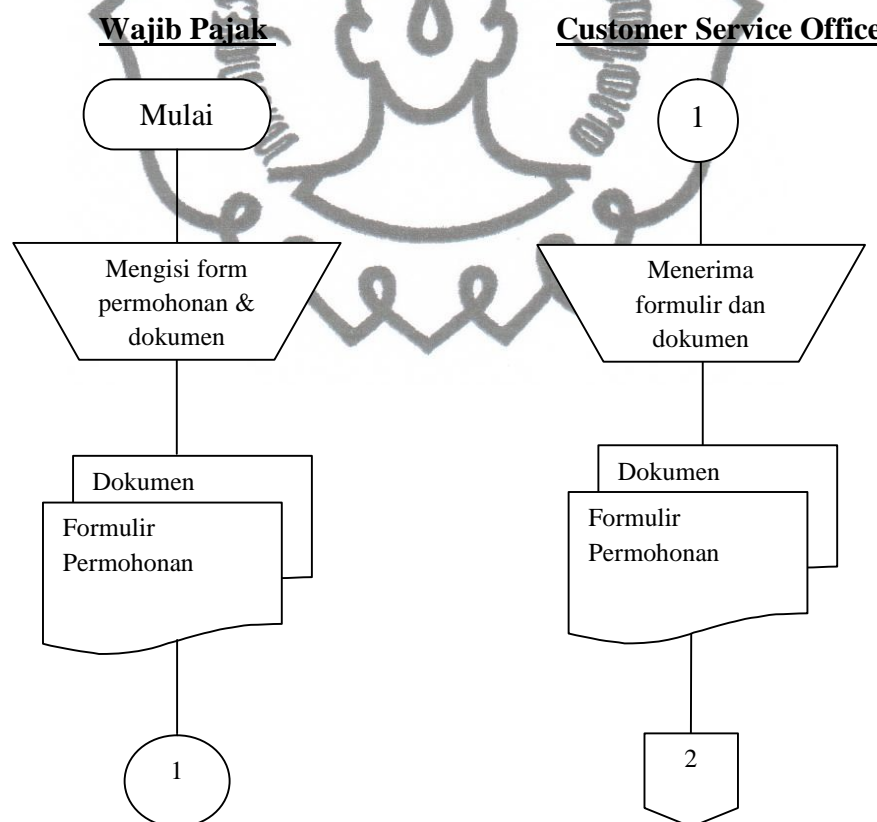 Wajib Pajak
Mulai
Mengisi form
permohonan &
dokumen
Dokumen
Formulir
Permohonan
1
Customer Service Office
1
Menerima
formulir dan
dokumen
Dokumen
Formulir
Permohonan
2